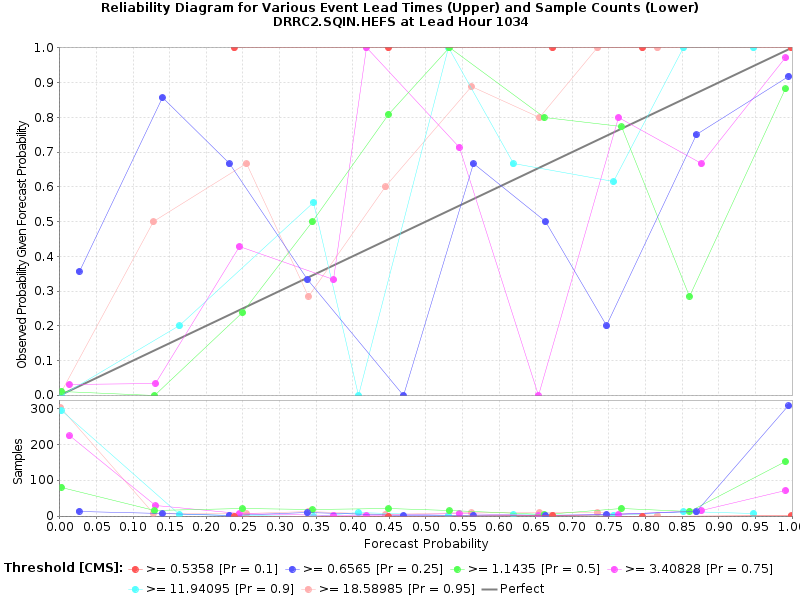 Reliability Diagram for Various Event Lead Times (Upper) and Sample Counts (Lower)
DRRC2.SQIN.HEFS at Lead Hour 1034
Observed Probability Given Forecast Probability
1.0
0.9
0.8
0.7
0.6
0.5
0.4
0.3
0.2
0.1
0.0
Samples
300
200
100
0
0.00 0.05 0.10 0.15 0.20 0.25 0.30 0.35 0.40 0.45 0.50 0.55 0.60 0.65 0.70 0.75 0.80 0.85 0.90 0.95 1.00
Forecast Probability
Threshold [CMS]: >= 0.5358 [Pr = 0.1] >= 0.6565 [Pr = 0.25] >= 1.1435 [Pr = 0.5] >= 3.40828 [Pr = 0.75]
>= 11.94095 [Pr = 0.9] >= 18.58985 [Pr = 0.95] Perfect